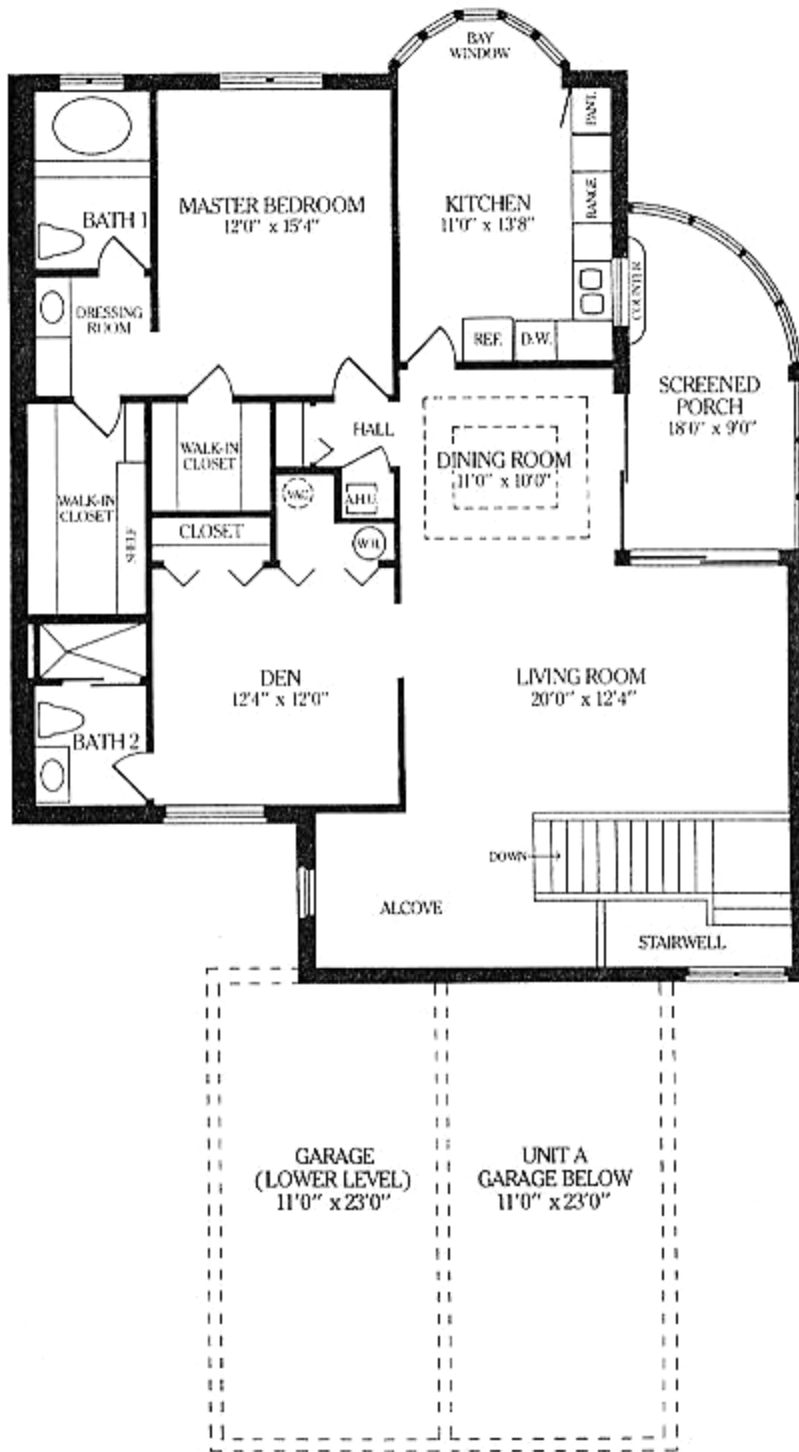 BAY
WINDOW
PANT.
MASTER BEDROOM
12'0" x 15'4"
KITCHEN
11'0" x 13'8"
RANGE
BATH 1
COUNTER
DRESSING
ROOM
REF.
D.W.
SCREENED
PORCH
18'0" x 9'0"
HALL
WALK-IN
CLOSET
DINING ROOM
11'0" x 10'0"
VAC
A.H.U.
WALK-IN
CLOSET
SHELF
CLOSET
W.H.
DEN
12'4" x 12'0"
LIVING ROOM
20'0" x 12'4"
BATH 2
DOWN
ALCOVE
STAIRWELL
GARAGE
(LOWER LEVEL)
11'0" x 23'0"
UNIT A
GARAGE BELOW
11'0" x 23'0"